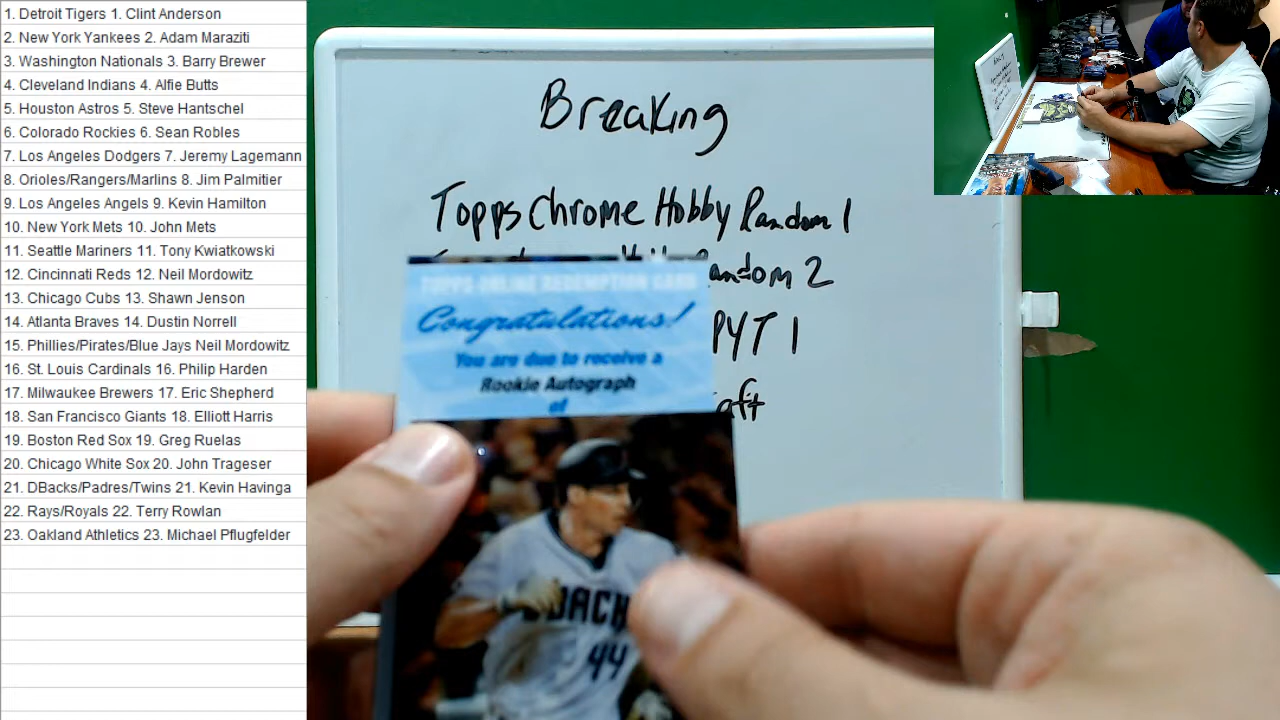 1. Detroit Tigers 1. Clint Anderson
2. New York Yankees 2. Adam Maraziti
3. Washington Nationals 3. Barry Brewer
4. Cleveland Indians 4. Alfie Butts
5. Houston Astros 5. Steve Hantschel
6. Colorado Rockies 6. Sean Robles
7. Los Angeles Dodgers 7. Jeremy Lagemann
8. Orioles/Rangers/Marlins 8. Jim Palmitier
9. Los Angeles Angels 9. Kevin Hamilton
10. New York Mets 10. John Mets
11. Seattle Mariners 11. Tony Kwiatkowski
12. Cincinnati Reds 12. Neil Mordowitz
13. Chicago Cubs 13. Shawn Jenson
14. Atlanta Braves 14. Dustin Norrell
15. Phillies/Pirates/Blue Jays Neil Mordowitz
16. St. Louis Cardinals 16. Philip Harden
17. Milwaukee Brewers 17. Eric Shepherd
18. San Francisco Giants 18. Elliott Harris
19. Boston Red Sox 19. Greg Ruelas
20. Chicago White Sox 20. John Trageser
21. DBacks/Padres/Twins 21. Kevin Havinga
22. Rays/Royals 22. Terry Rowlan
23. Oakland Athletics 23. Michael Pflugfelder
Breaking
Topps Chrome Hobby Random 1
andom 2
PYT 1
aft
TOPPS ONLINE REDEMPTION CARD
Congratulations!
You are due to receive a
Rookie Autograph
of
DBACK
44